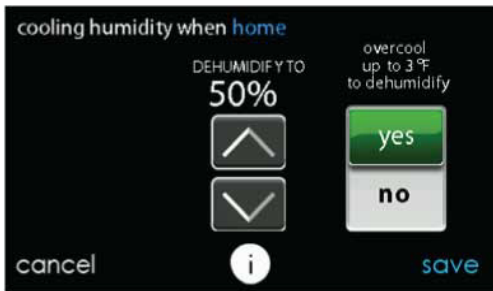 cooling humidity when home
DEHUMIDIFY TO
50%
overcool
up to 3 °F
to dehumidify
yes
no
cancel
i
save